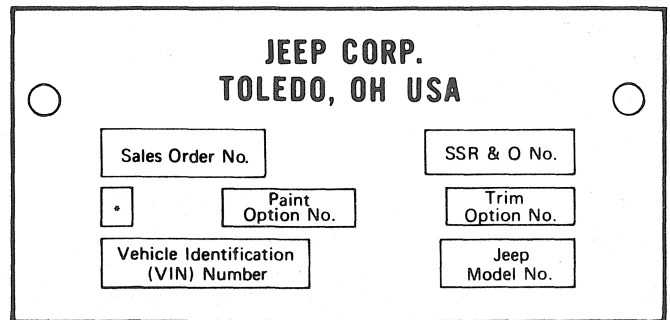 JEEP CORP.
TOLEDO, OH USA
Sales Order No.
SSR & O No.
*
Paint
Option No.
Trim
Option No.
Vehicle Identification
(VIN) Number
Jeep
Model No.